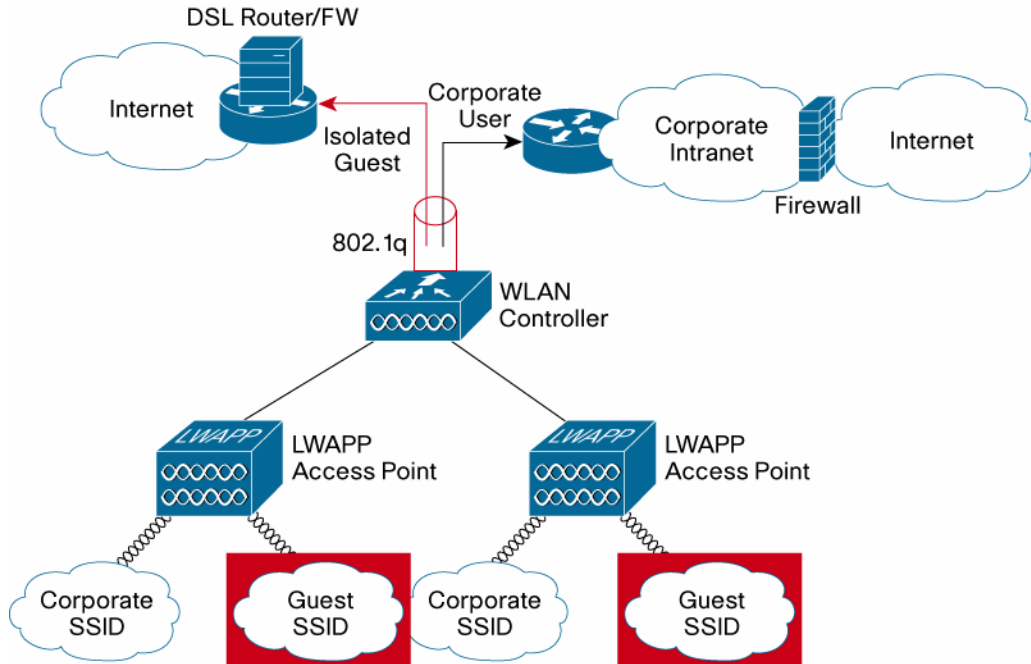 DSL Router/FW
Internet
Isolated
Guest
Corporate
User
Corporate
Intranet
Internet
Firewall
802.1q
WLAN
Controller
LWAPP
LWAPP
Access Point
LWAPP
LWAPP
Access Point
Corporate
SSID
Guest
SSID
Corporate
SSID
Guest
SSID